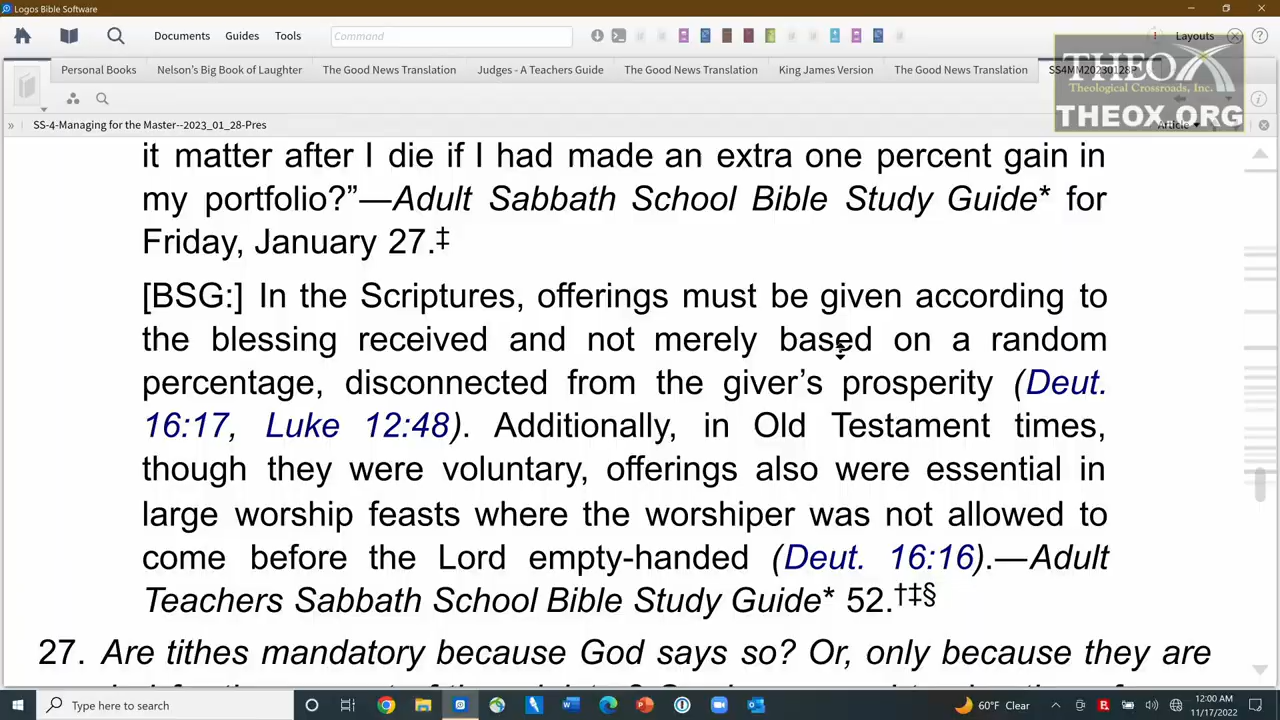 Logos Bible Software
Documents Guides Tools Command Layouts
THEOX
Theological Crossroads, Inc.
THEOX.ORG
Personal Books Nelson's Big Book of Laughter The Go Judges - A Teachers Guide The Good News Translation King James Version The Good News Translation SS4MM20230128P
SS-4-Managing for the Master--2023_01_28-Pres Article
it matter after I die if I had made an extra one percent gain in
my portfolio?”—Adult Sabbath School Bible Study Guide* for
Friday, January 27.‡
[BSG:] In the Scriptures, offerings must be given according to
the blessing received and not merely based on a random
percentage, disconnected from the giver’s prosperity (Deut.
16:17, Luke 12:48). Additionally, in Old Testament times,
though they were voluntary, offerings also were essential in
large worship feasts where the worshiper was not allowed to
come before the Lord empty-handed (Deut. 16:16).—Adult
Teachers Sabbath School Bible Study Guide* 52.†‡§
27. Are tithes mandatory because God says so? Or, only because they are
Type here to search 60°F Clear 12:00 AM
11/17/2022